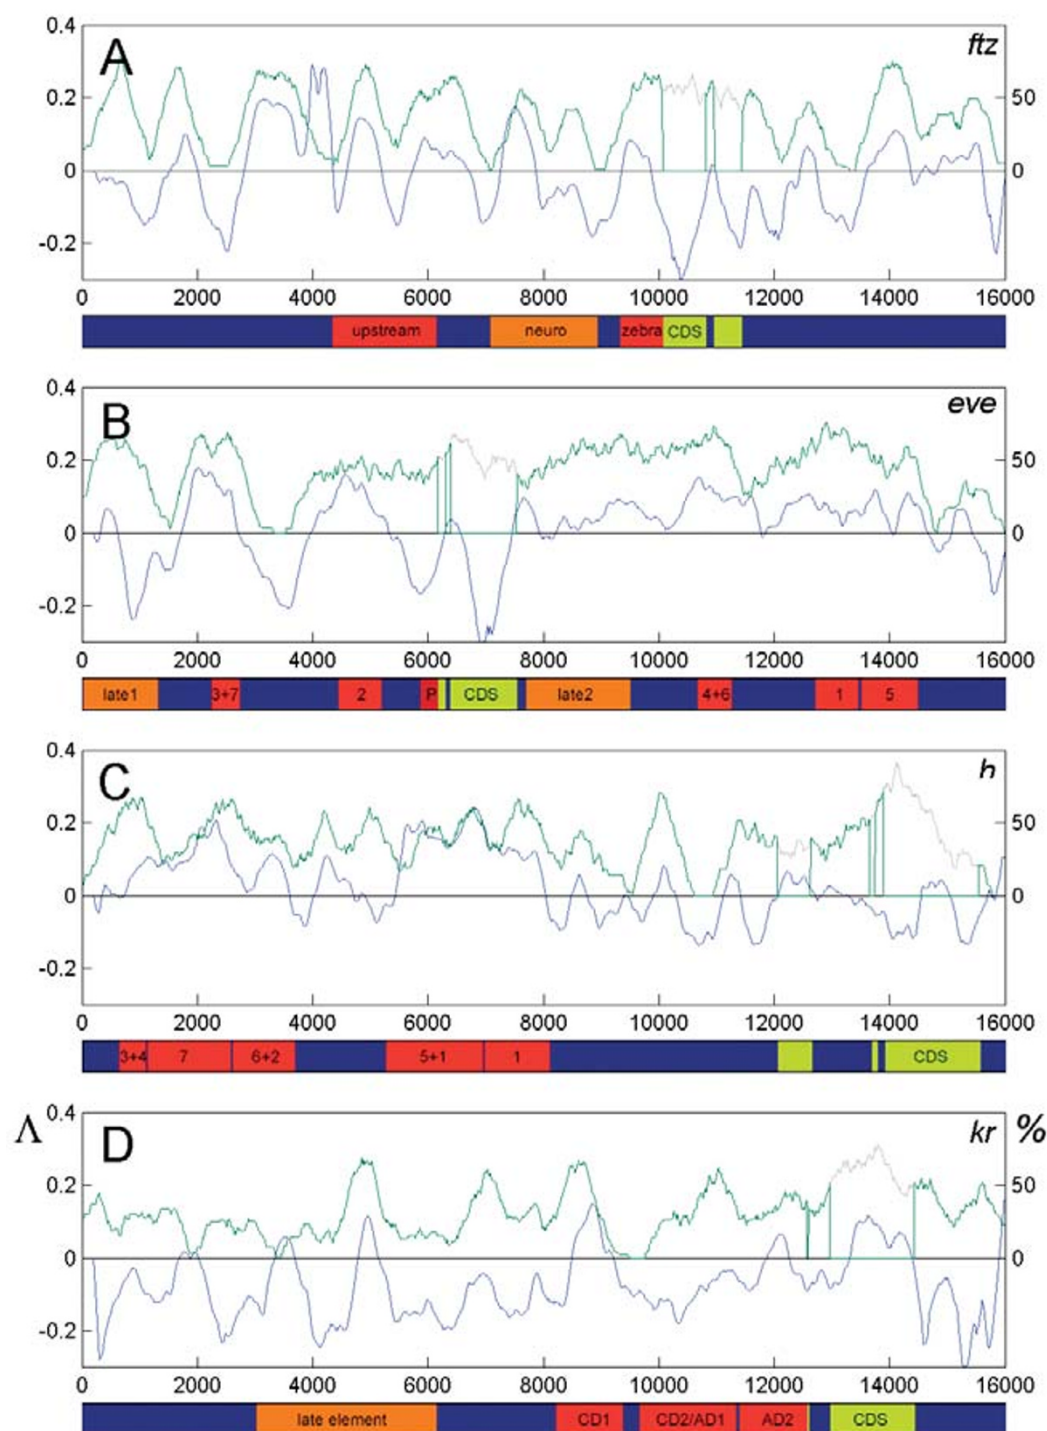 A
ftz
0.4
0.2
50
0
0
-0.2
0 2000 4000 6000 8000 10000 12000 14000 16000
upstream neuro zebra CDS
B
eve
0.4
0.2
50
0
0
-0.2
0 2000 4000 6000 8000 10000 12000 14000 16000
late1 3+7 2 P CDS late2 4+6 1 5
C
h
0.4
0.2
50
0
0
-0.2
0 2000 4000 6000 8000 10000 12000 14000 16000
3+4 7 6+2 5+1 1 CDS
Λ
D
kr
%
0.4
0.2
50
0
0
-0.2
0 2000 4000 6000 8000 10000 12000 14000 16000
late element CD1 CD2/AD1 AD2 CDS